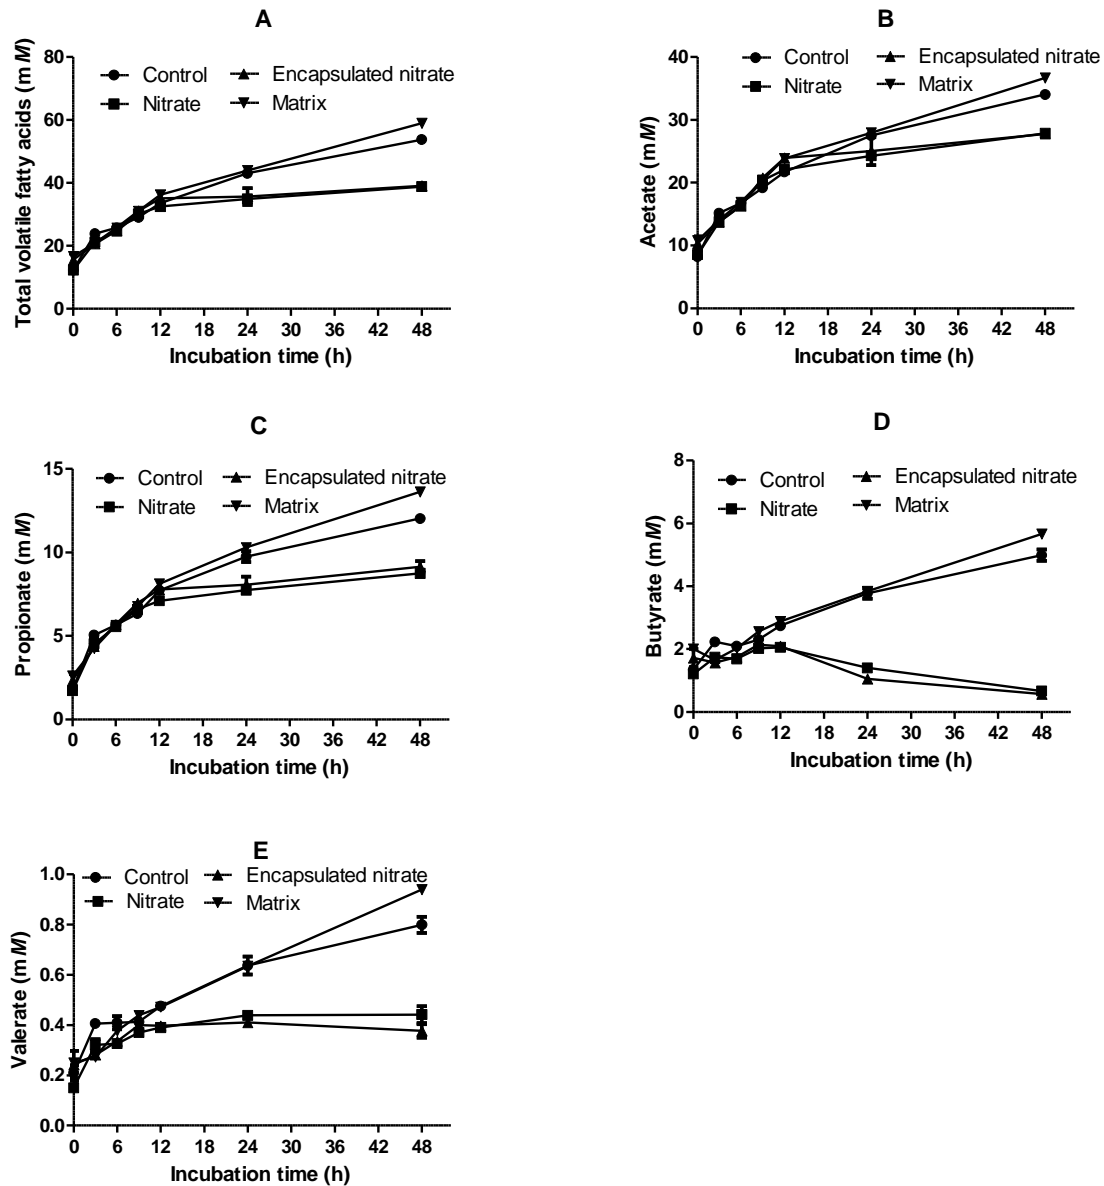 A
Total volatile fatty acids (mM)
80
60
40
20
0
Control
Encapsulated nitrate
Nitrate
Matrix
0 6 12 18 24 30 36 42 48
Incubation time (h)
B
Acetate (mM)
40
30
20
10
0
Control
Encapsulated nitrate
Nitrate
Matrix
0 6 12 18 24 30 36 42 48
Incubation time (h)
C
Propionate (mM)
15
10
5
0
Control
Encapsulated nitrate
Nitrate
Matrix
0 6 12 18 24 30 36 42 48
Incubation time (h)
D
Butyrate (mM)
8
6
4
2
0
Control
Encapsulated nitrate
Nitrate
Matrix
0 6 12 18 24 30 36 42 48
Incubation time (h)
E
Valerate (mM)
1.0
0.8
0.6
0.4
0.2
0.0
Control
Encapsulated nitrate
Nitrate
Matrix
0 6 12 18 24 30 36 42 48
Incubation time (h)